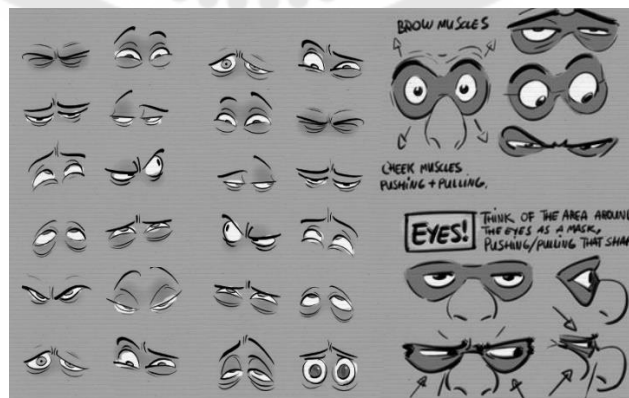 BROW MUSCLES
CHEEK MUSCLES
PUSHING + PULLING.
EYES!
THINK OF THE AREA AROUND
THE EYES AS A MASK,
PUSHING/PULLING THAT SHA